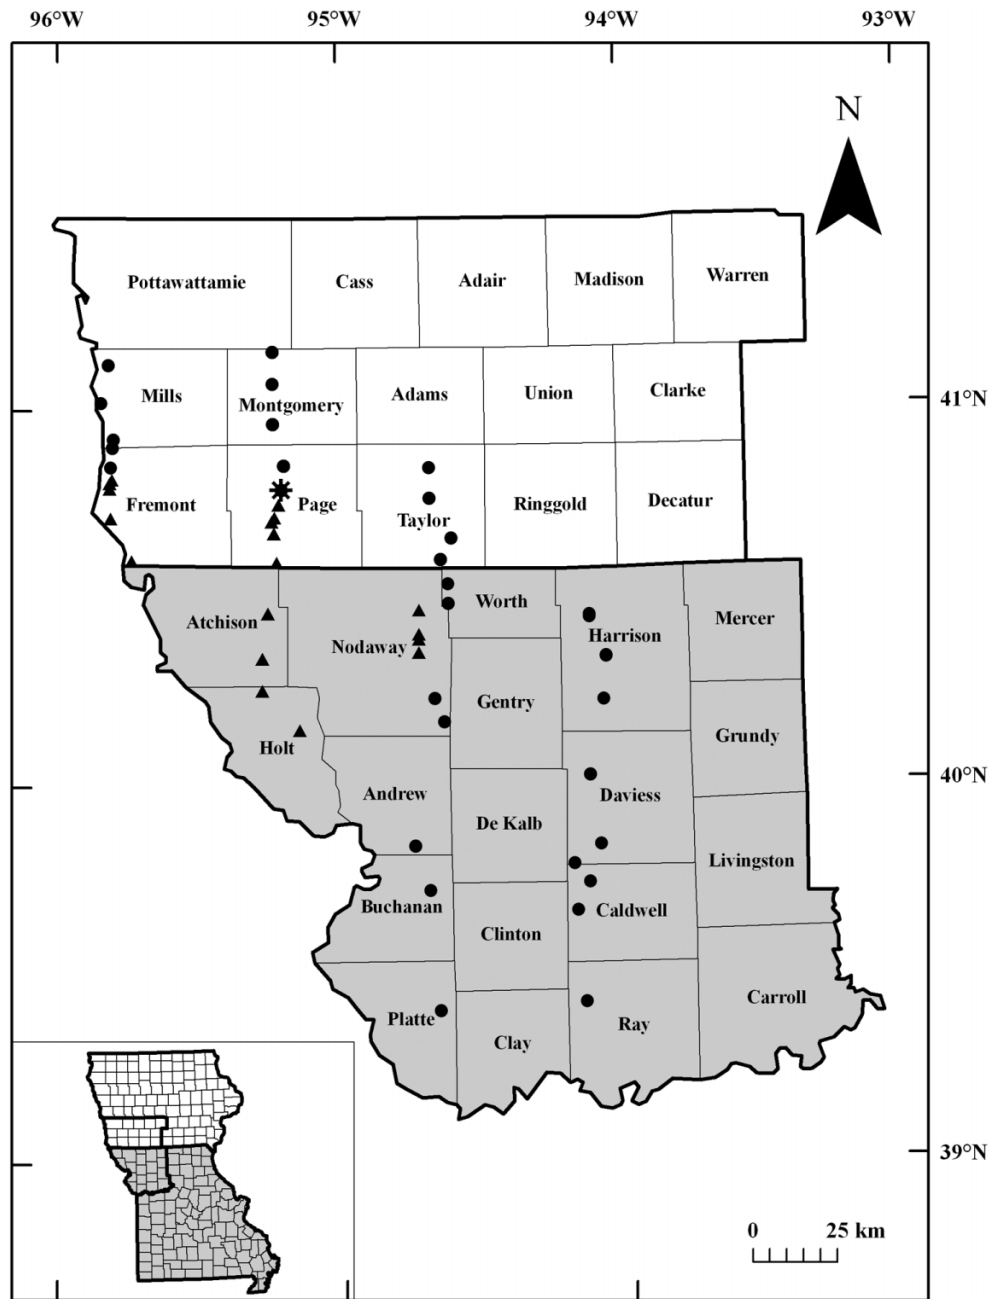 96°W 95°W 94°W 93°W
N
Pottawattamie Cass Adair Madison Warren
Mills Montgomery Adams Union Clarke
41°N
Fremont Page Taylor Ringgold Decatur
Atchison Nodaway Worth Harrison Mercer
Holt Gentry Grundy
40°N
Andrew De Kalb Daviess Livingston
Buchanan Clinton Caldwell
Platte Clay Ray Carroll
39°N
0 25 km